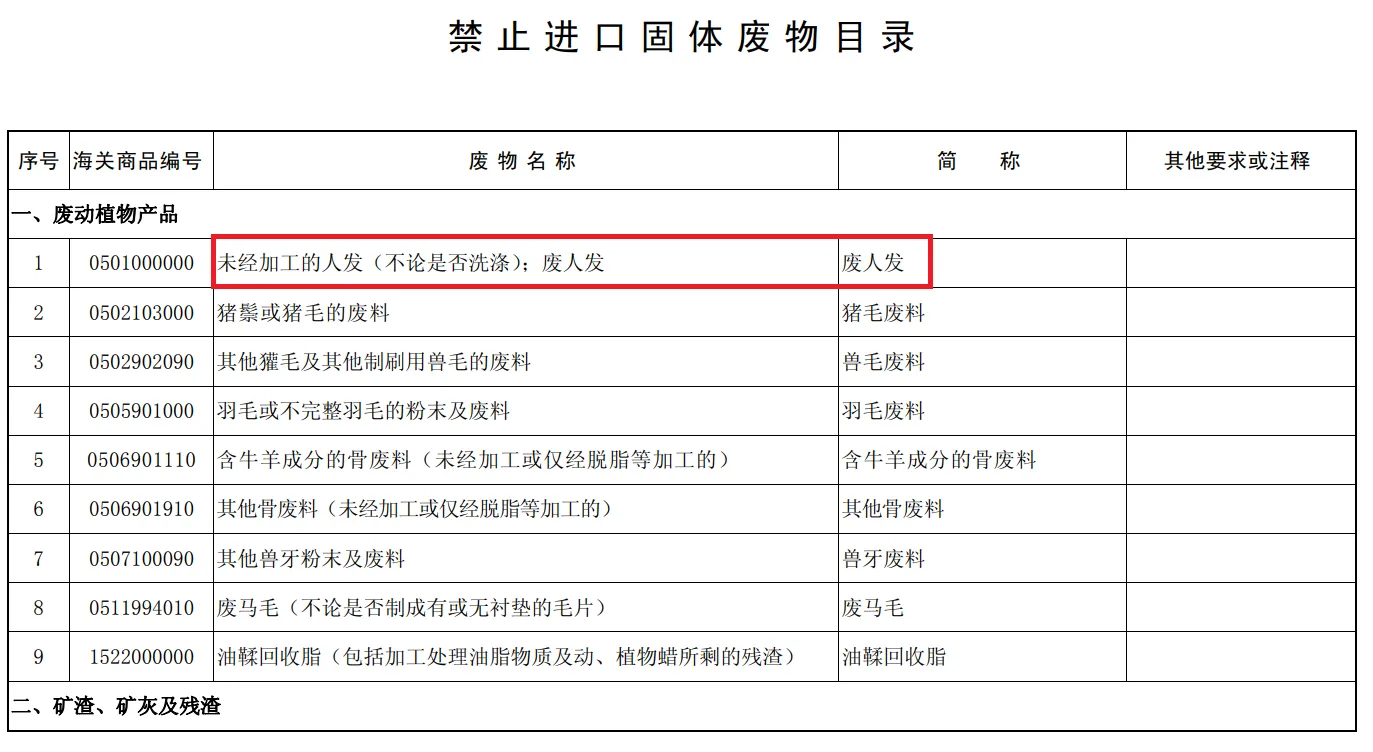 禁止进口固体废物目录
序号 海关商品编号 废物名称 简 称 其他要求或注释
一、废动植物产品
1 0501000000 未经加工的人发（不论是否洗涤）；废人发 废人发
2 0502103000 猪鬃或猪毛的废料 猪毛废料
3 0502902090 其他獾毛及其他制刷用兽毛的废料 兽毛废料
4 0505901000 羽毛或不完整羽毛的粉末及废料 羽毛废料
5 0506901110 含牛羊成分的骨废料（未经加工或仅经脱脂等加工的） 含牛羊成分的骨废料
6 0506901910 其他骨废料（未经加工或仅经脱脂等加工的） 其他骨废料
7 0507100090 其他兽牙粉末及废料 兽牙废料
8 0511994010 废马毛（不论是否制成有或无衬垫的毛片） 废马毛
9 1522000000 油鞣回收脂（包括加工处理油脂物质及动、植物蜡所剩的残渣） 油鞣回收脂
二、矿渣、矿灰及残渣